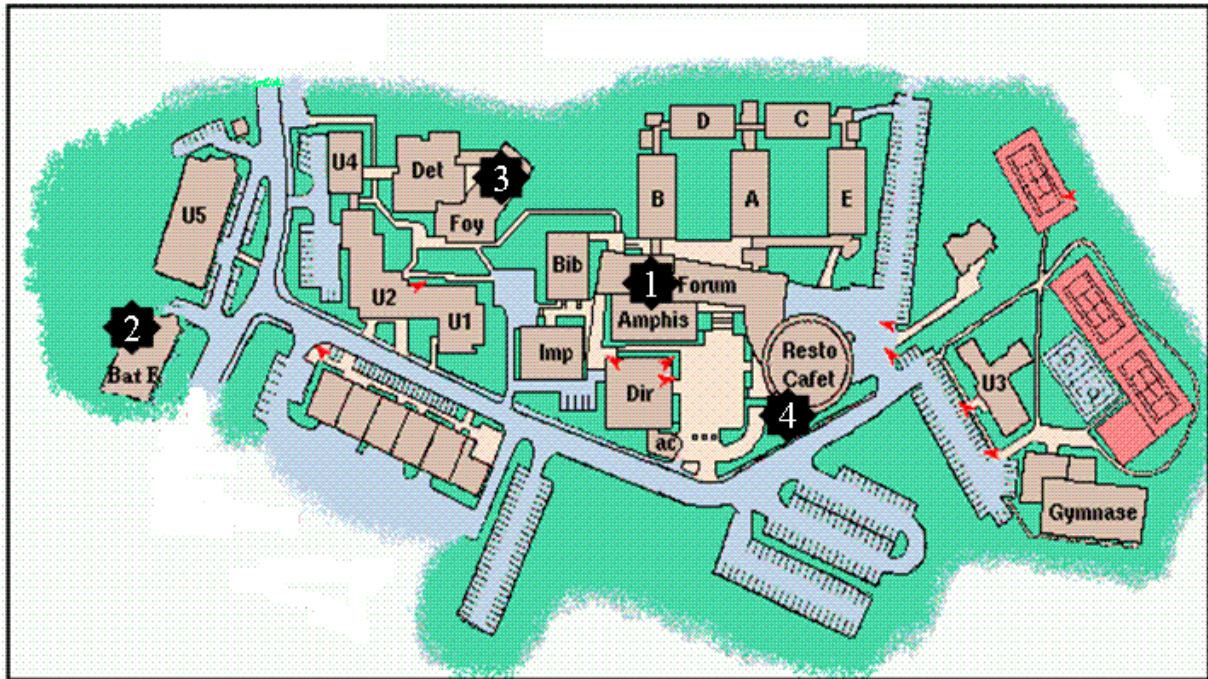 D
C
U4
Det
3
B
A
E
U5
Foy
Bib
1
Forum
U2
2
U1
Amphis
Imp
Resto
Cafet
Bat E
Dir
U3
4
ac
Gymnase